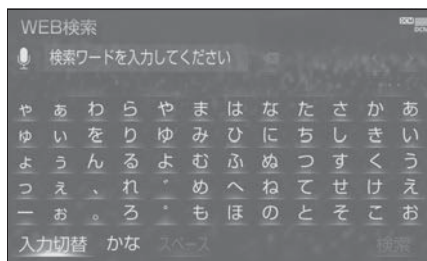 WEB検索
DCM
検索ワードを入力してください
ゃ ぁ わ ら や ま は な た さ か あ
ゅ ぃ を り ゆ み ひ に ち し き い
ょ ぅ ん る よ む ふ ぬ つ す く う
っ ぇ 、 れ ゛ め へ ね て せ け え
ー ぉ 。 ろ ゜ も ほ の と そ こ お
入力切替 かな スペース 検索